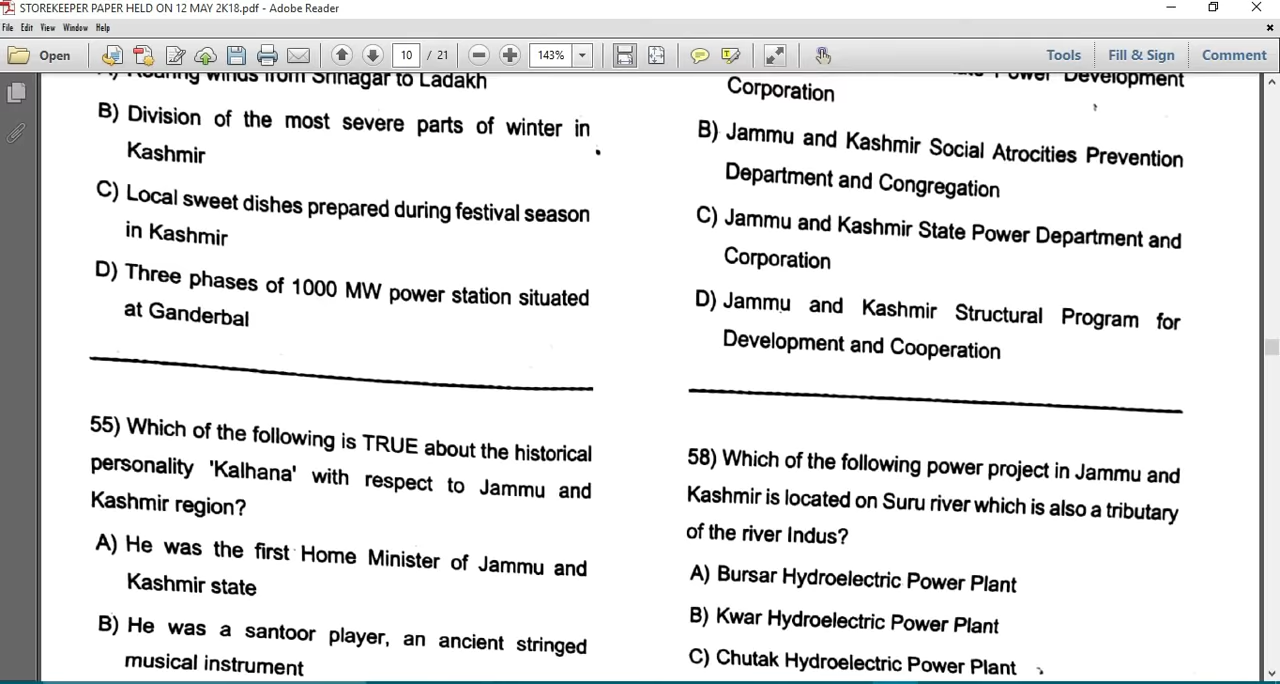 STOREKEEPER PAPER HELD ON 12 MAY 2K18.pdf - Adobe Reader
File Edit View Window Help
Open 10 / 21 143% Tools Fill & Sign Comment
A) Roaring winds from Srinagar to Ladakh
B) Division of the most severe parts of winter in
Kashmir
C) Local sweet dishes prepared during festival season
in Kashmir
D) Three phases of 1000 MW power station situated
at Ganderbal
55) Which of the following is TRUE about the historical
personality 'Kalhana' with respect to Jammu and
Kashmir region?
A) He was the first Home Minister of Jammu and
Kashmir state
B) He was a santoor player, an ancient stringed
musical instrument
Power Development
Corporation
B) Jammu and Kashmir Social Atrocities Prevention
Department and Congregation
C) Jammu and Kashmir State Power Department and
Corporation
D) Jammu and Kashmir Structural Program for
Development and Cooperation
58) Which of the following power project in Jammu and
Kashmir is located on Suru river which is also a tributary
of the river Indus?
A) Bursar Hydroelectric Power Plant
B) Kwar Hydroelectric Power Plant
C) Chutak Hydroelectric Power Plant